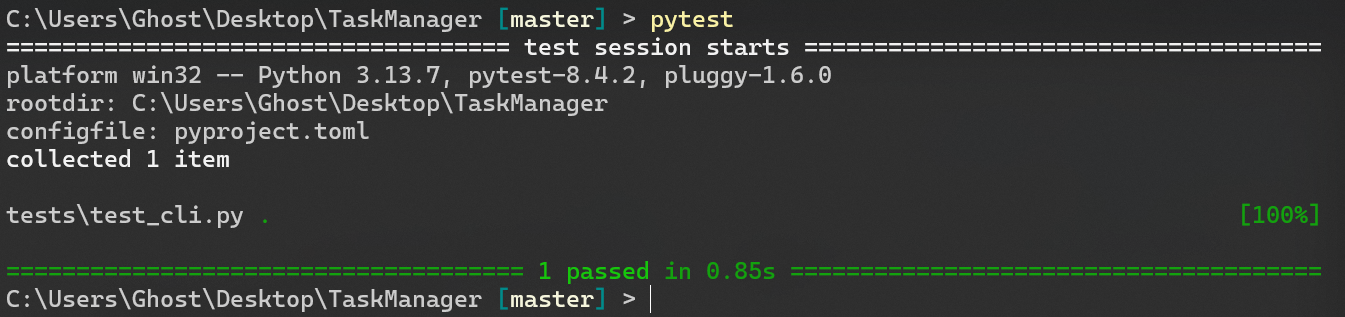 C:\Users\Ghost\Desktop\TaskManager [master] > pytest
==================================== test session starts =====================================
platform win32 -- Python 3.13.7, pytest-8.4.2, pluggy-1.6.0
rootdir: C:\Users\Ghost\Desktop\TaskManager
configfile: pyproject.toml
collected 1 item
tests\test_cli.py . [100%]
===================================== 1 passed in 0.85s ======================================
C:\Users\Ghost\Desktop\TaskManager [master] >